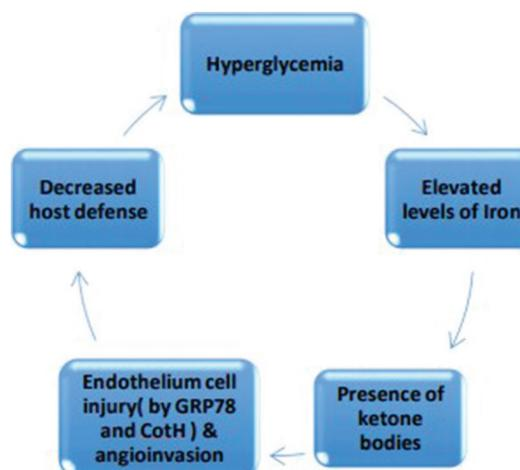 Hyperglycemia
Elevated
levels of Iron
Presence of
ketone
bodies
Endothelium cell
injury( by GRP78
and CotH ) &
angioinvasion
Decreased
host defense